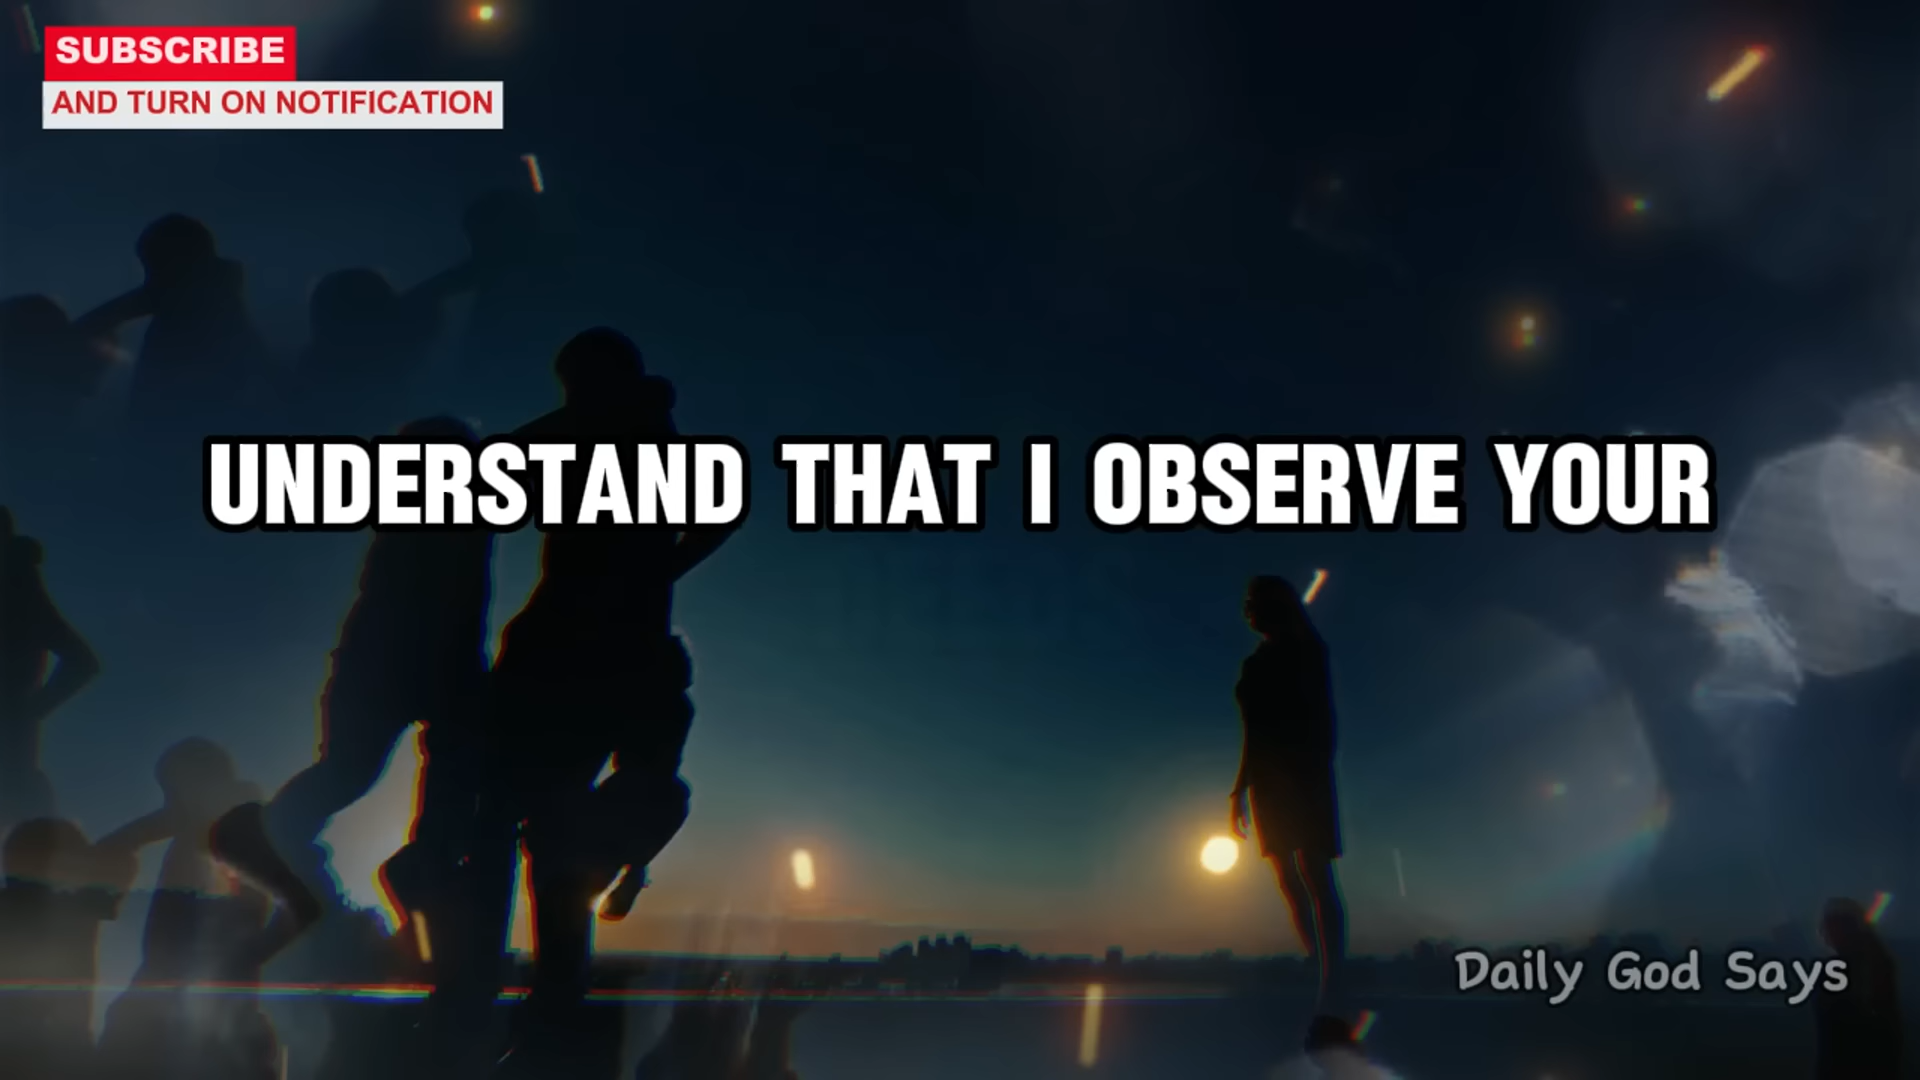 SUBSCRIBE
AND TURN ON NOTIFICATION
UNDERSTAND THAT I OBSERVE YOUR
Daily God Says